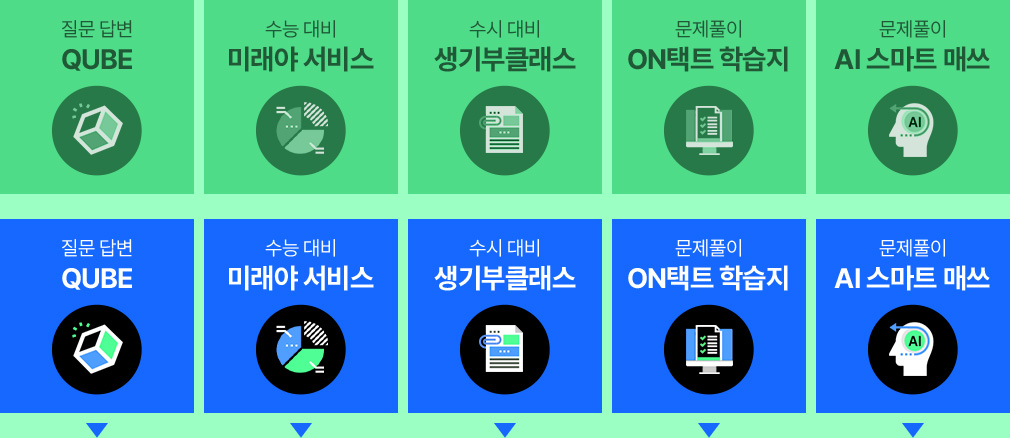 질문 답변
QUBE
수능 대비
미래야 서비스
수시 대비
생기부클래스
문제풀이
ON택트 학습지
문제풀이
AI 스마트 매쓰
AI
질문 답변
QUBE
수능 대비
미래야 서비스
수시 대비
생기부클래스
문제풀이
ON택트 학습지
문제풀이
AI 스마트 매쓰
AI